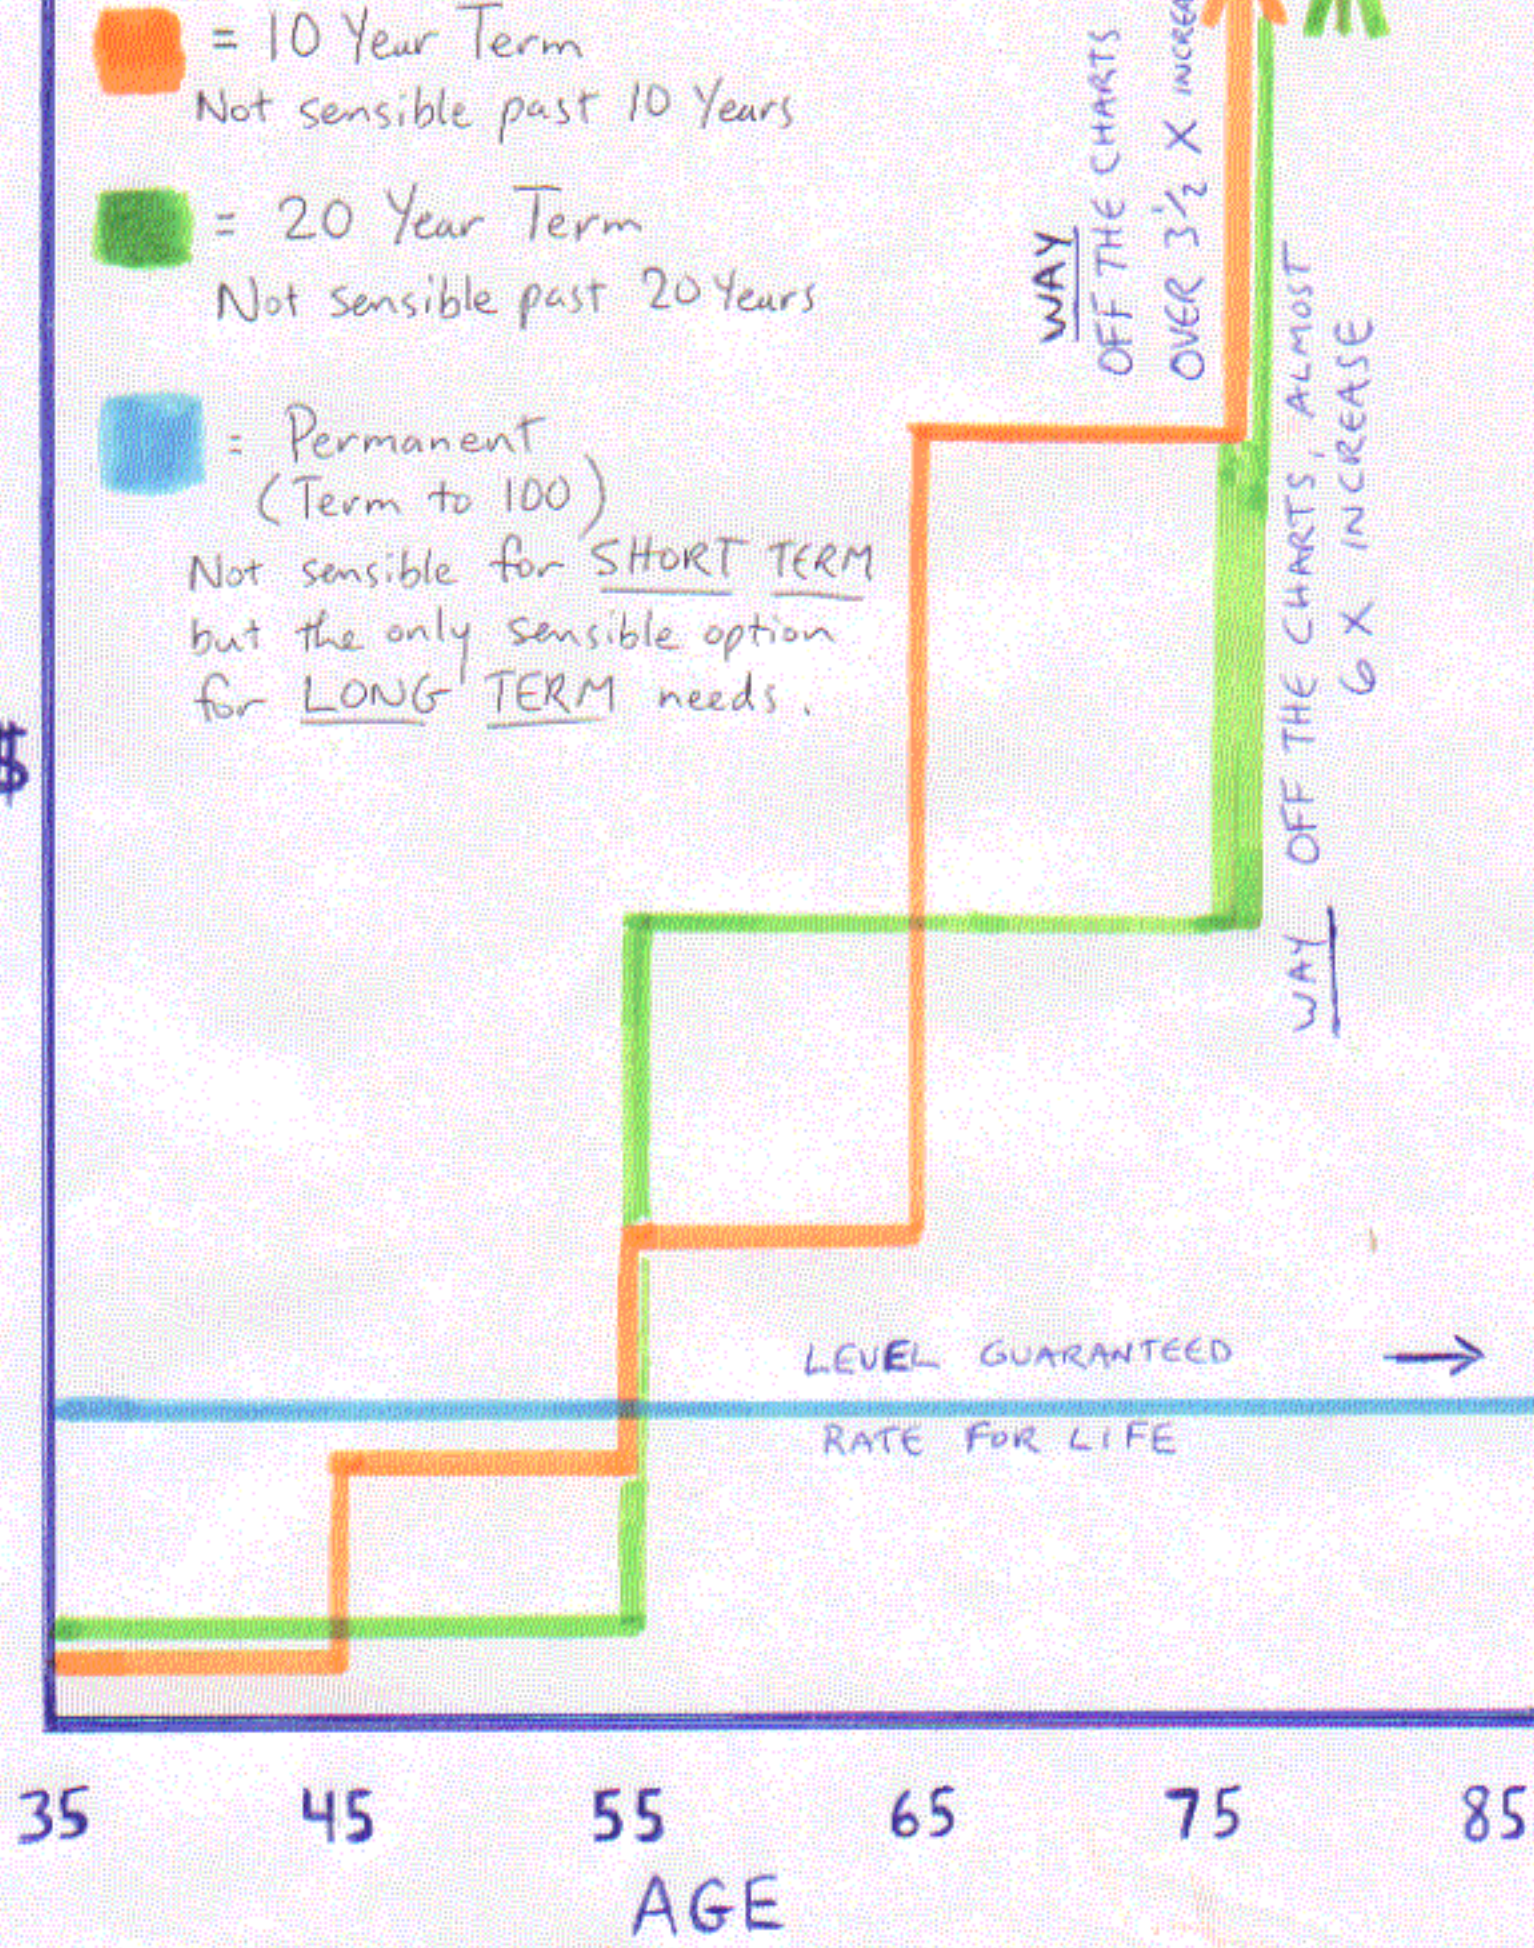 = 10 Year Term
Not sensible past 10 Years
= 20 Year Term
Not sensible past 20 Years
= Permanent
(Term to 100)
Not sensible for SHORT TERM
but the only sensible option
for LONG TERM needs.
$
WAY
OFF THE CHARTS
OVER 3 1/2 X
WAY OFF THE CHARTS, ALMOST
6 X INCREASE
LEVEL GUARANTEED →
RATE FOR LIFE
35 45 55 65 75 85
AGE